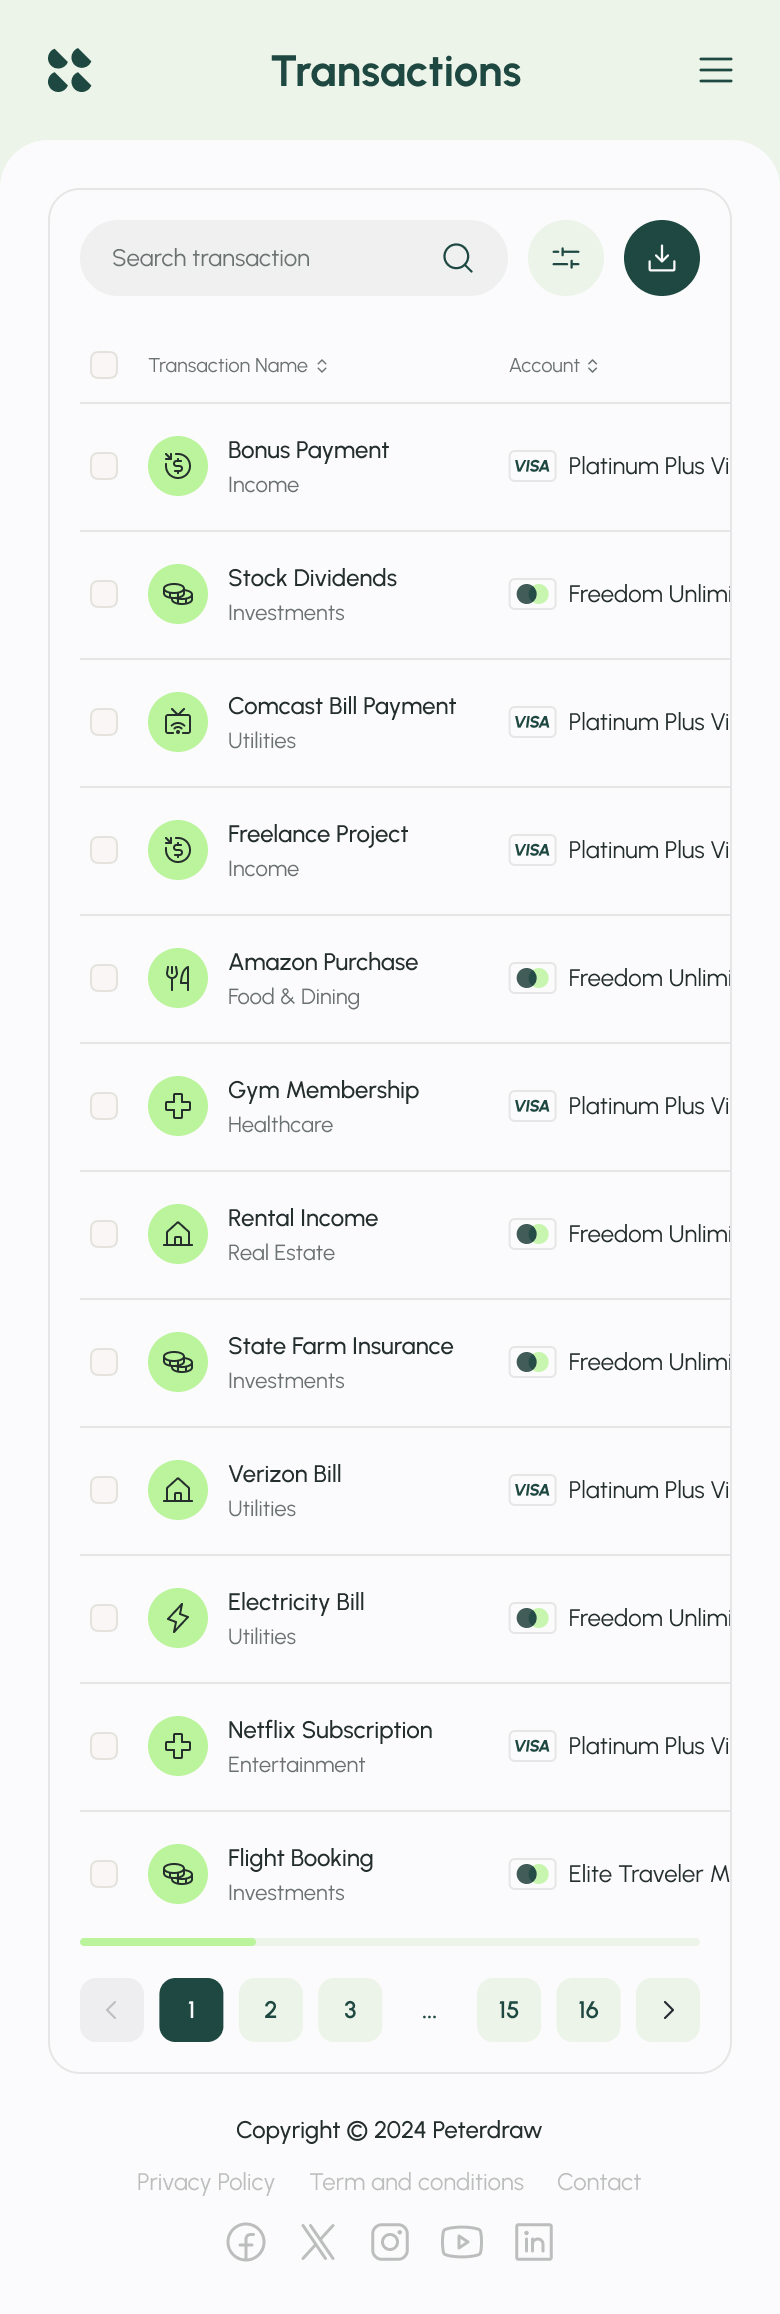 Transactions
Search transaction
Transaction Name Account
Bonus Payment
Income
VISA Platinum Plus Vi
Stock Dividends
Investments
Freedom Unlimi
Comcast Bill Payment
Utilities
VISA Platinum Plus Vi
Freelance Project
Income
VISA Platinum Plus Vi
Amazon Purchase
Food & Dining
Freedom Unlimi
Gym Membership
Healthcare
VISA Platinum Plus Vi
Rental Income
Real Estate
Freedom Unlimi
State Farm Insurance
Investments
Freedom Unlimi
Verizon Bill
Utilities
VISA Platinum Plus Vi
Electricity Bill
Utilities
Freedom Unlimi
Netflix Subscription
Entertainment
VISA Platinum Plus Vi
Flight Booking
Investments
Elite Traveler M
1 2 3 ... 15 16
Copyright © 2024 Peterdraw
Privacy Policy Term and conditions Contact